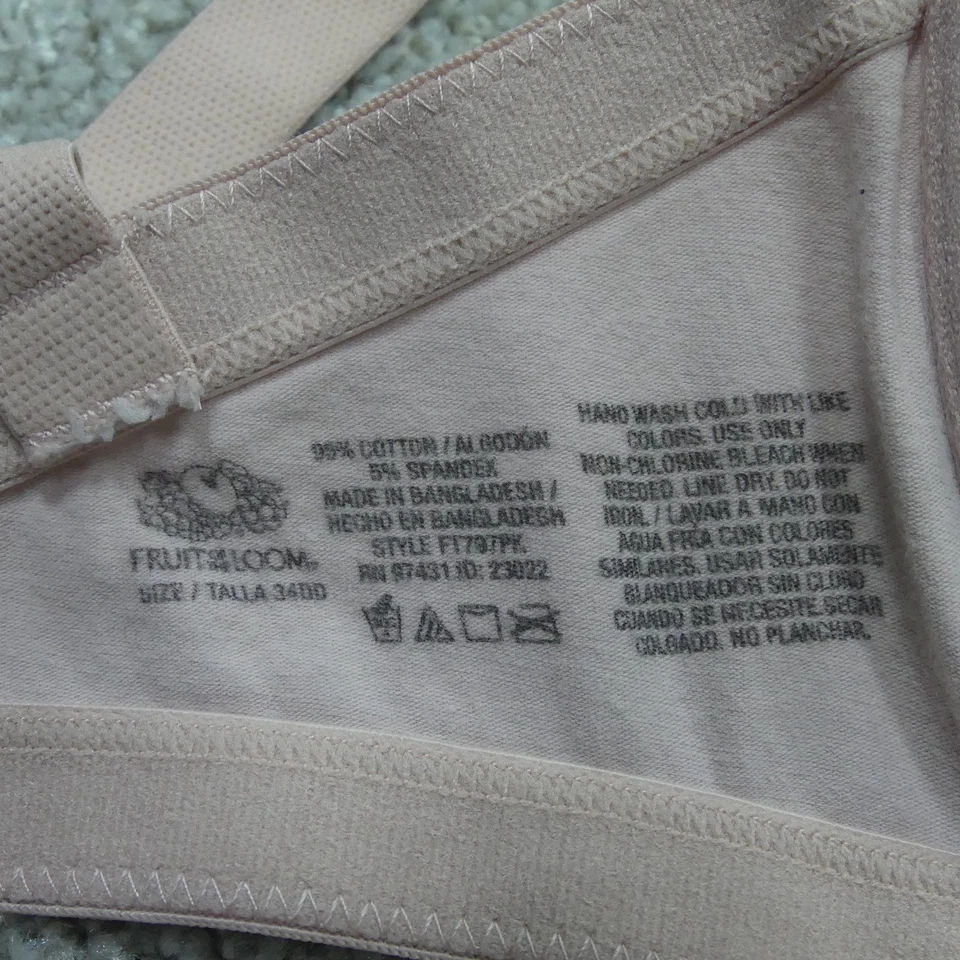 FRUIT OF THE LOOM®
SIZE / TALLA 34DD
95% COTTON / ALGODÓN
5% SPANDEX
MADE IN BANGLADESH /
HECHO EN BANGLADESH
STYLE FT797PK
RN 97431 ID: 23022
HAND WASH COLD WITH LIKE
COLORS. USE ONLY
NON-CHLORINE BLEACH WHEN
NEEDED. LINE DRY. DO NOT
IRON. / LAVAR A MANO CON
AGUA FRIA CON COLORES
SIMILARES. USAR SOLAMENTE
BLANQUEADOR SIN CLORO
CUANDO SE NECESITE. SECAR
COLGADO. NO PLANCHAR.